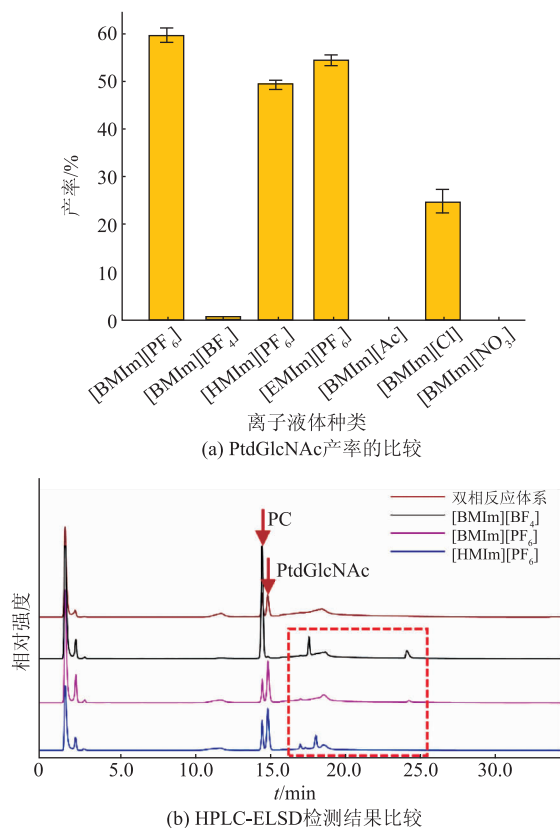 60
50
40
30
20
10
0
产率/%
[BMIm][PF₆]
[BMIm][BF₄]
[HMIm][PF₆]
[EMIm][PF₆]
[BMIm][Ac]
[BMIm][Cl]
[BMIm][NO₃]
离子液体种类
(a) PtdGlcNAc产率的比较
双相反应体系
[BMIm][BF₄]
[BMIm][PF₆]
[HMIm][PF₆]
PC
PtdGlcNAc
相对强度
0 5.0 10.0 15.0 20.0 25.0 30.0
t/min
(b) HPLC-ELSD检测结果比较